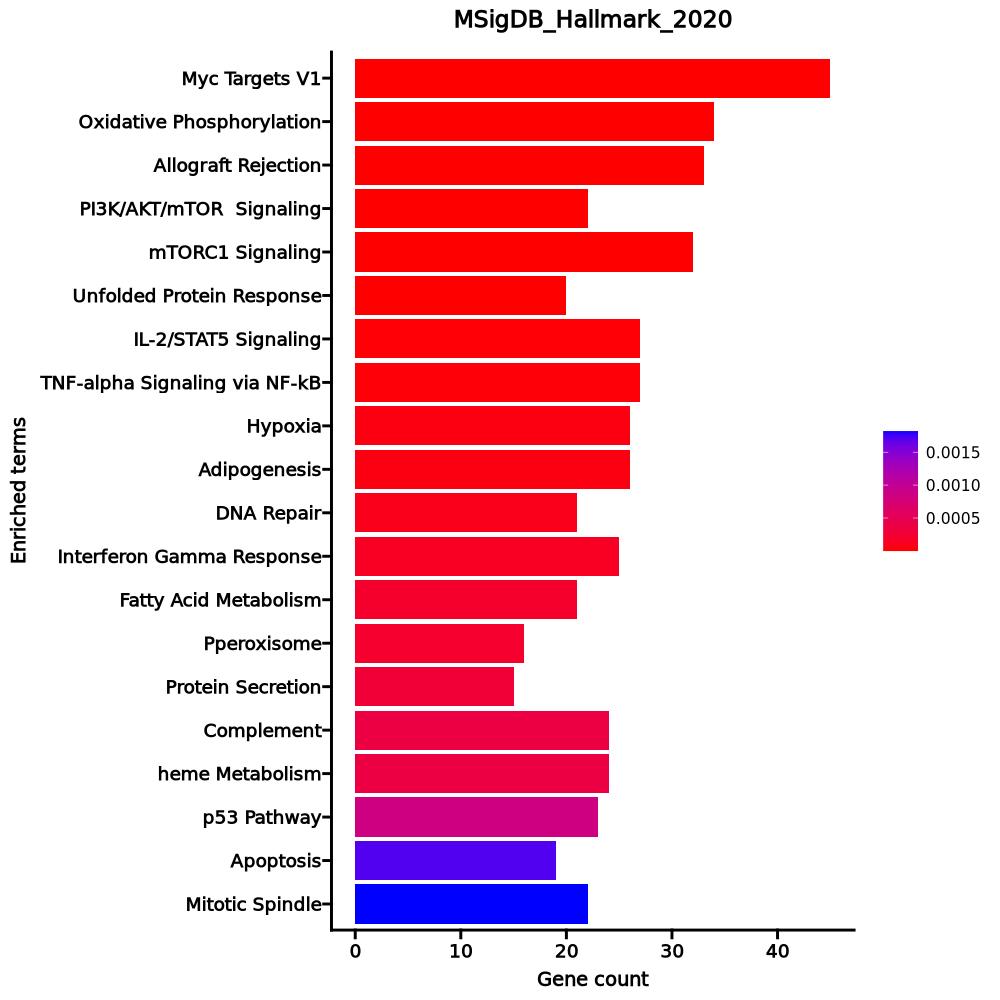 MSigDB_Hallmark_2020
Myc Targets V1
Oxidative Phosphorylation
Allograft Rejection
PI3K/AKT/mTOR  Signaling
mTORC1 Signaling
Unfolded Protein Response
IL-2/STAT5 Signaling
TNF-alpha Signaling via NF-kB
Hypoxia
Adipogenesis
DNA Repair
Interferon Gamma Response
Fatty Acid Metabolism
Pperoxisome
Protein Secretion
Complement
heme Metabolism
p53 Pathway
Apoptosis
Mitotic Spindle
Enriched terms
0 10 20 30 40
Gene count
0.0015
0.0010
0.0005